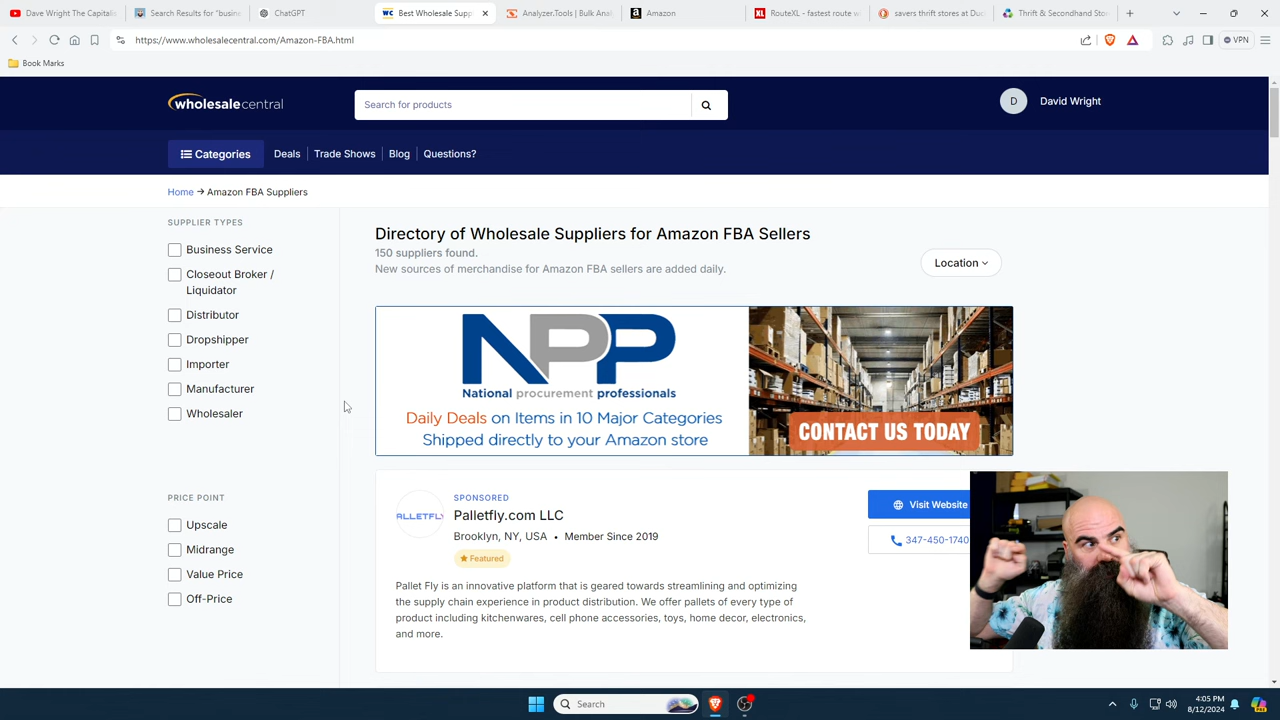 Dave Wright The Capitalis
Search Results for "busine
ChatGPT
WC Best Wholesale Supp
Analyzer.Tools | Bulk Anal
Amazon
RouteXL - fastest route w
savers thrift stores at Duc
Thrift & Secondhand Stor
https://www.wholesalecentral.com/Amazon-FBA.html
VPN
Book Marks
wholesalecentral
Search for products
D
David Wright
Categories
Deals
Trade Shows
Blog
Questions?
Home → Amazon FBA Suppliers
SUPPLIER TYPES
Business Service
Closeout Broker /
Liquidator
Distributor
Dropshipper
Importer
Manufacturer
Wholesaler
PRICE POINT
Upscale
Midrange
Value Price
Off-Price
Directory of Wholesale Suppliers for Amazon FBA Sellers
150 suppliers found.
New sources of merchandise for Amazon FBA sellers are added daily.
Location
NPP
National procurement professionals
Daily Deals on Items in 10 Major Categories
Shipped directly to your Amazon store
CONTACT US TODAY
ALLETFLY
SPONSORED
Palletfly.com LLC
Brooklyn, NY, USA • Member Since 2019
Featured
Visit Website
347-450-1740
Pallet Fly is an innovative platform that is geared towards streamlining and optimizing
the supply chain experience in product distribution. We offer pallets of every type of
product including kitchenwares, cell phone accessories, toys, home decor, electronics,
and more.
Search
4:05 PM
8/12/2024